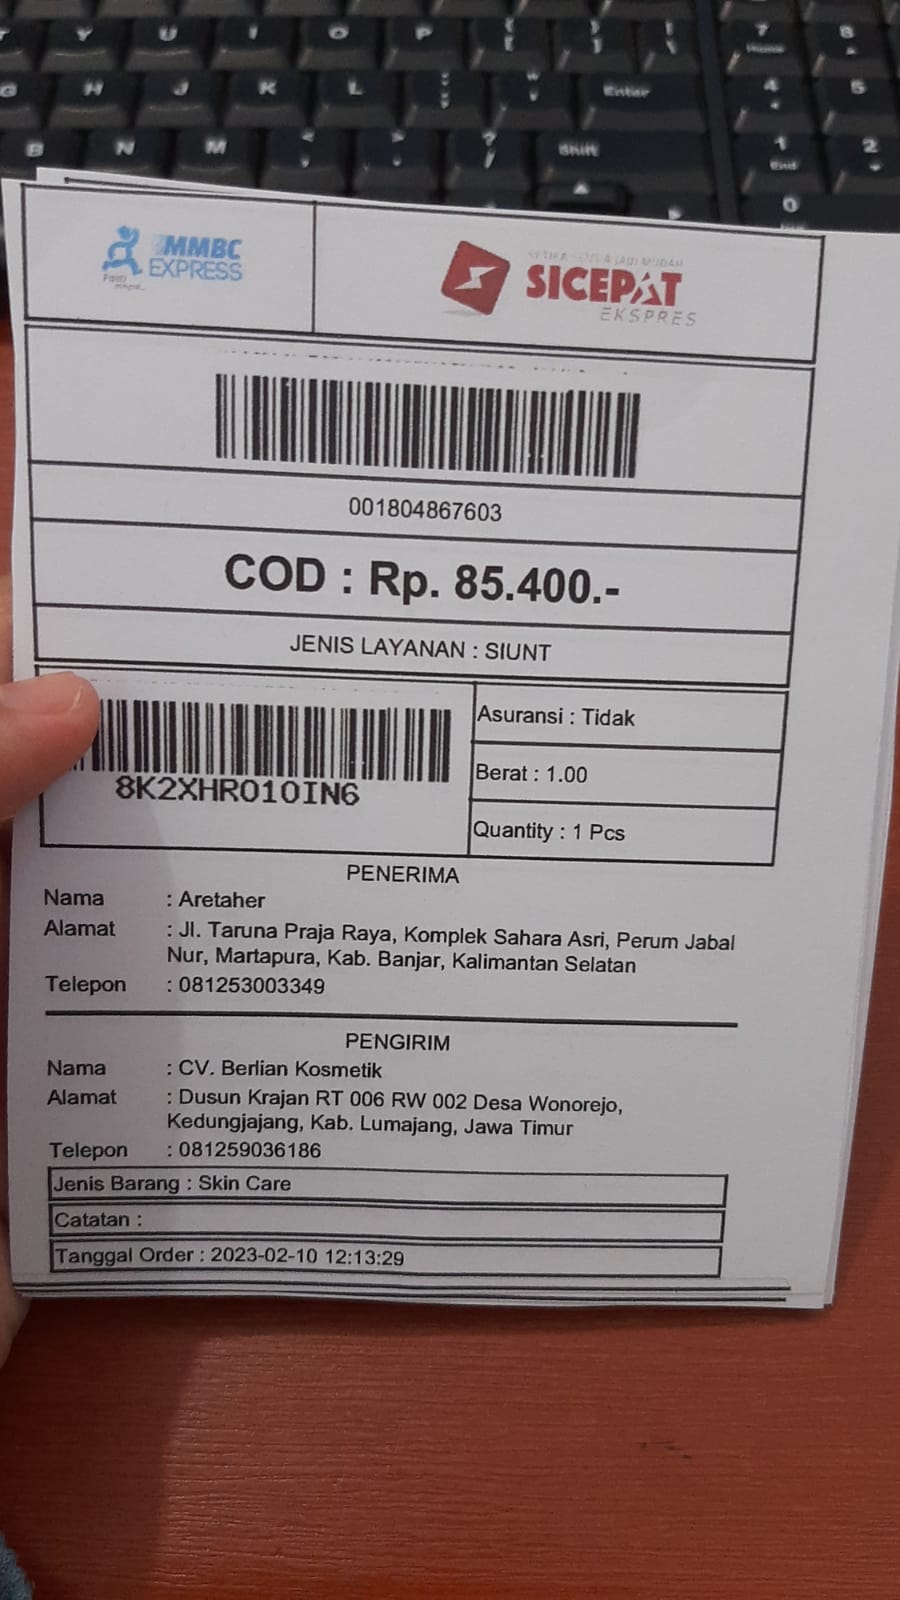 MMBC
EXPRESS
SICEPAT
EKSPRES
001804867603
COD : Rp. 85.400.-
JENIS LAYANAN : SIUNT
8K2XHR010IN6
Asuransi : Tidak
Berat : 1.00
Quantity : 1 Pcs
PENERIMA
Nama : Aretaher
Alamat : Jl. Taruna Praja Raya, Komplek Sahara Asri, Perum Jabal
Nur, Martapura, Kab. Banjar, Kalimantan Selatan
Telepon : 081253003349
PENGIRIM
Nama : CV. Berlian Kosmetik
Alamat : Dusun Krajan RT 006 RW 002 Desa Wonorejo,
Kedungjajang, Kab. Lumajang, Jawa Timur
Telepon : 081259036186
Jenis Barang : Skin Care
Catatan :
Tanggal Order : 2023-02-10 12:13:29